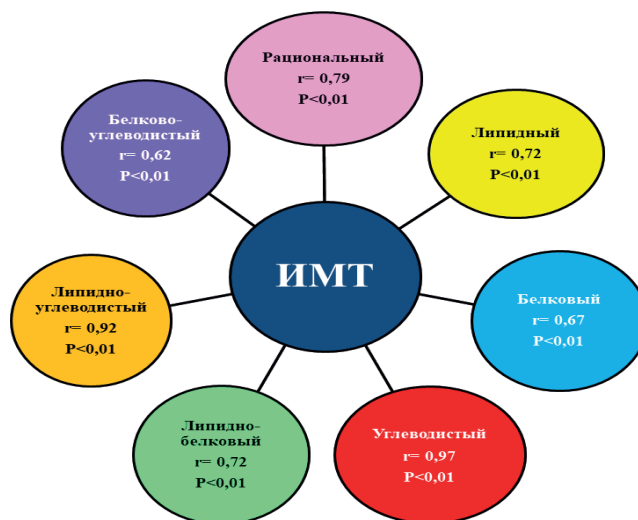 Рациональный
r= 0,79
P<0,01
Липидный
r= 0,72
P<0,01
Белковый
r= 0,67
P<0,01
Углеводистый
r= 0,97
P<0,01
Липидно-
белковый
r= 0,72
P<0,01
Липидно-
углеводистый
r= 0,92
P<0,01
Белково-
углеводистый
r= 0,62
P<0,01
ИМТ